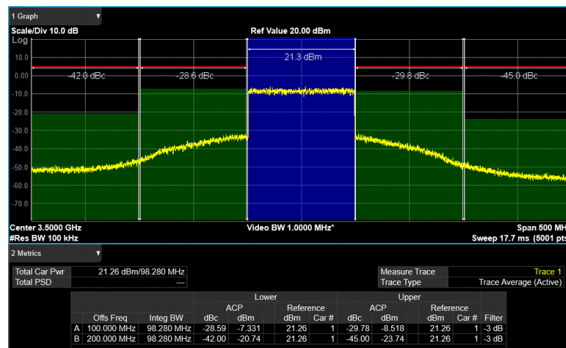 1 Graph
Scale/Div 10.0 dB Ref Value 20.00 dBm
Log
21.3 dBm
-42.0 dBc -28.6 dBc -29.8 dBc -45.0 dBc
10.0
0.00
-10.0
-20.0
-30.0
-40.0
-50.0
-60.0
-70.0
Center 3.5000 GHz Video BW 1.0000 MHz* Span 500 MH
#Res BW 100 kHz Sweep 17.7 ms (5001 pts
2 Metrics
Total Car Pwr 21.26 dBm/98.280 MHz Measure Trace Trace 1
Total PSD --- Trace Type Trace Average (Active)
Lower Upper
ACP Reference ACP Reference
Offs Freq Integ BW dBc dBm dBm Car # dBc dBm dBm Car # Filter
A 100.000 MHz 98.280 MHz -28.59 -7.331 21.26 1 -29.78 -8.518 21.26 1 -3 dB
B 200.000 MHz 98.280 MHz -42.00 -20.74 21.26 1 -45.00 -23.74 21.26 1 -3 dB